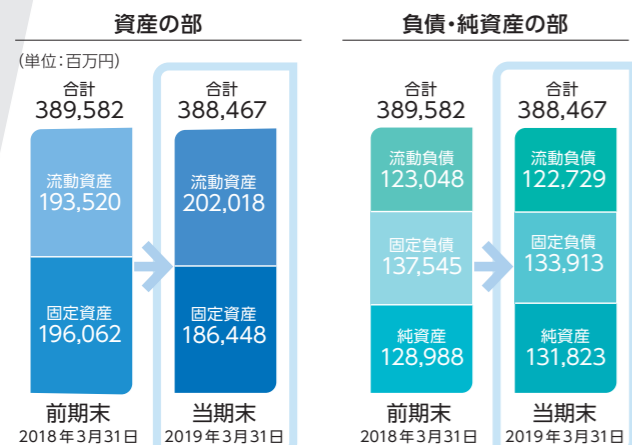 資産の部
(単位:百万円)
合計
389,582
流動資産
193,520
固定資産
196,062
前期末
2018年3月31日
合計
388,467
流動資産
202,018
固定資産
186,448
当期末
2019年3月31日
負債・純資産の部
合計
389,582
流動負債
123,048
固定負債
137,545
純資産
128,988
前期末
2018年3月31日
合計
388,467
流動負債
122,729
固定負債
133,913
純資産
131,823
当期末
2019年3月31日